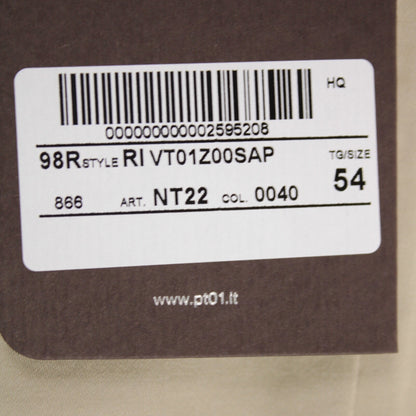 HQ
000000000002595208
98R STYLE RI VT01Z00SAP TG/SIZE
866 ART. NT22 COL. 0040 54
www.pt01.it